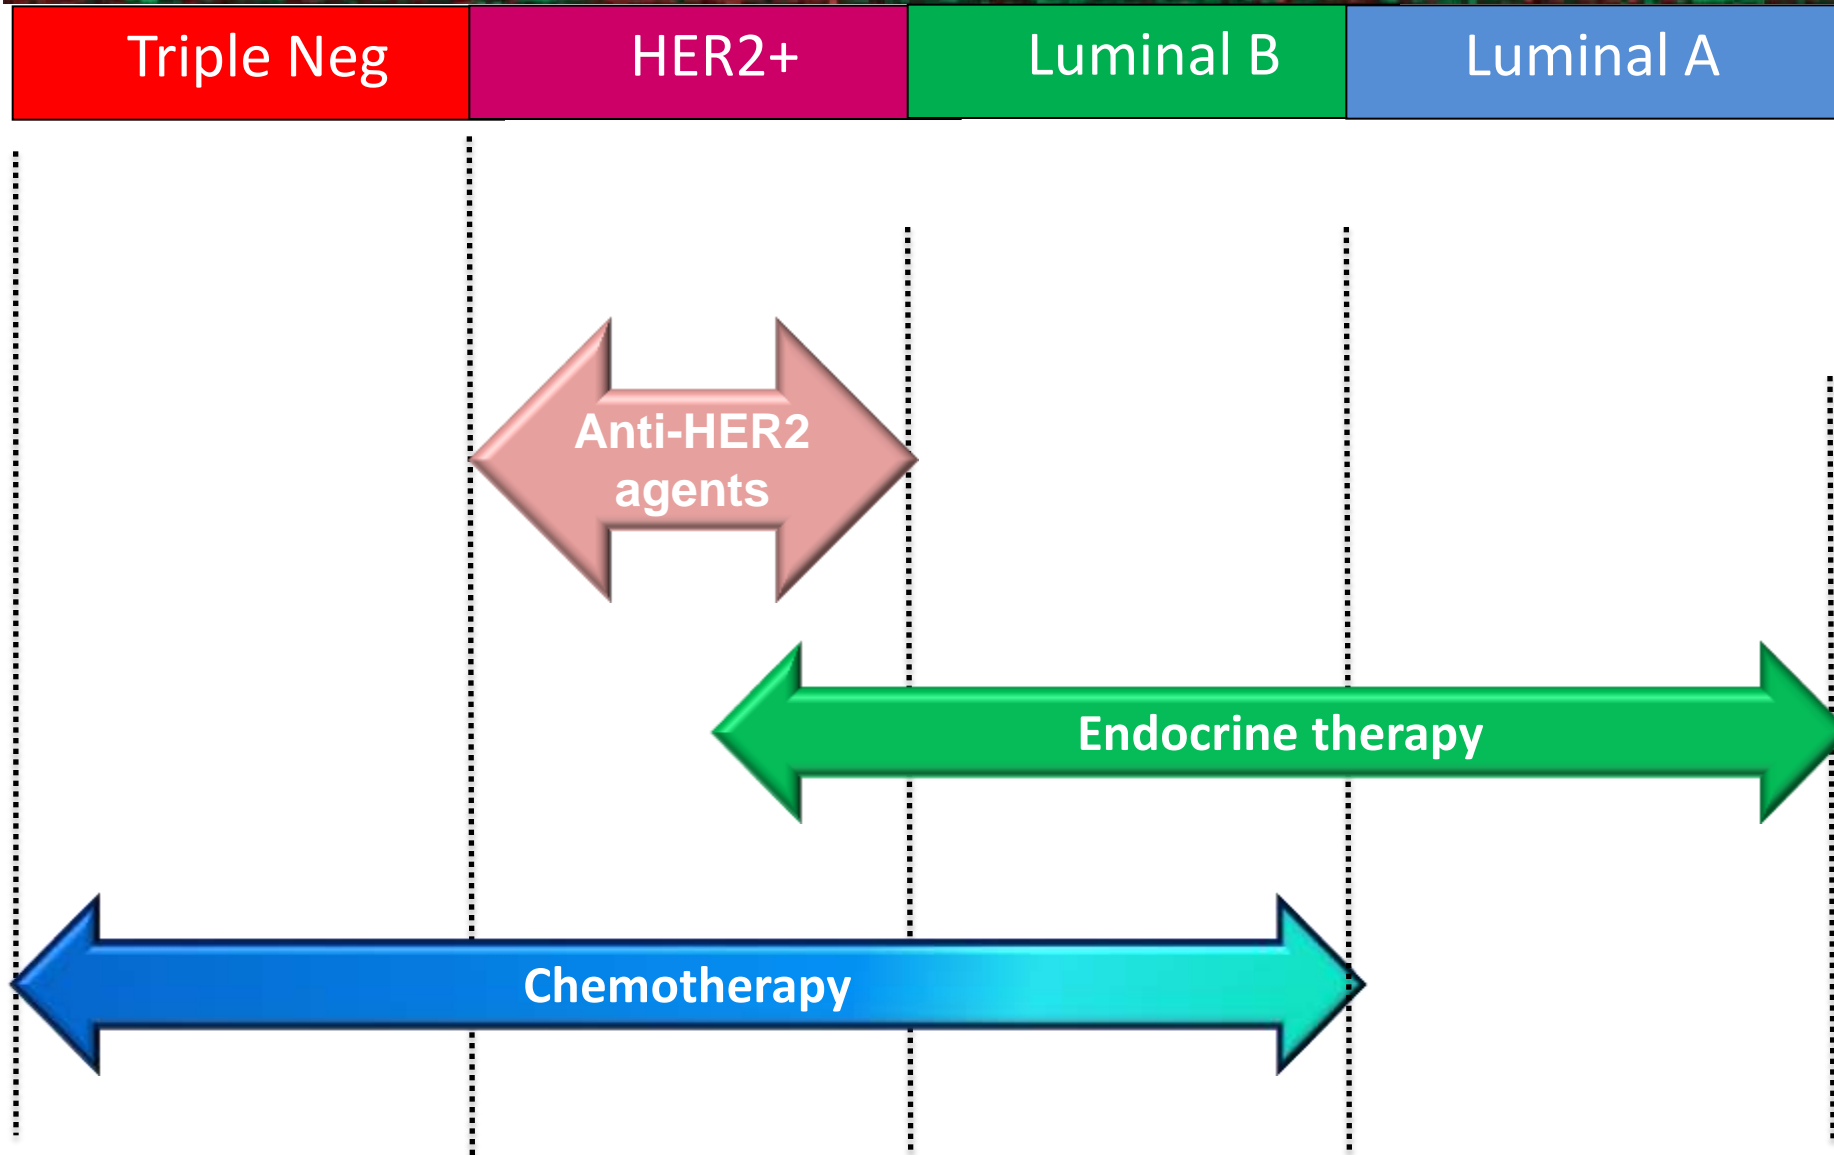 Triple Neg
HER2+
Luminal B
Luminal A
Anti-HER2
agents
Endocrine therapy
Chemotherapy